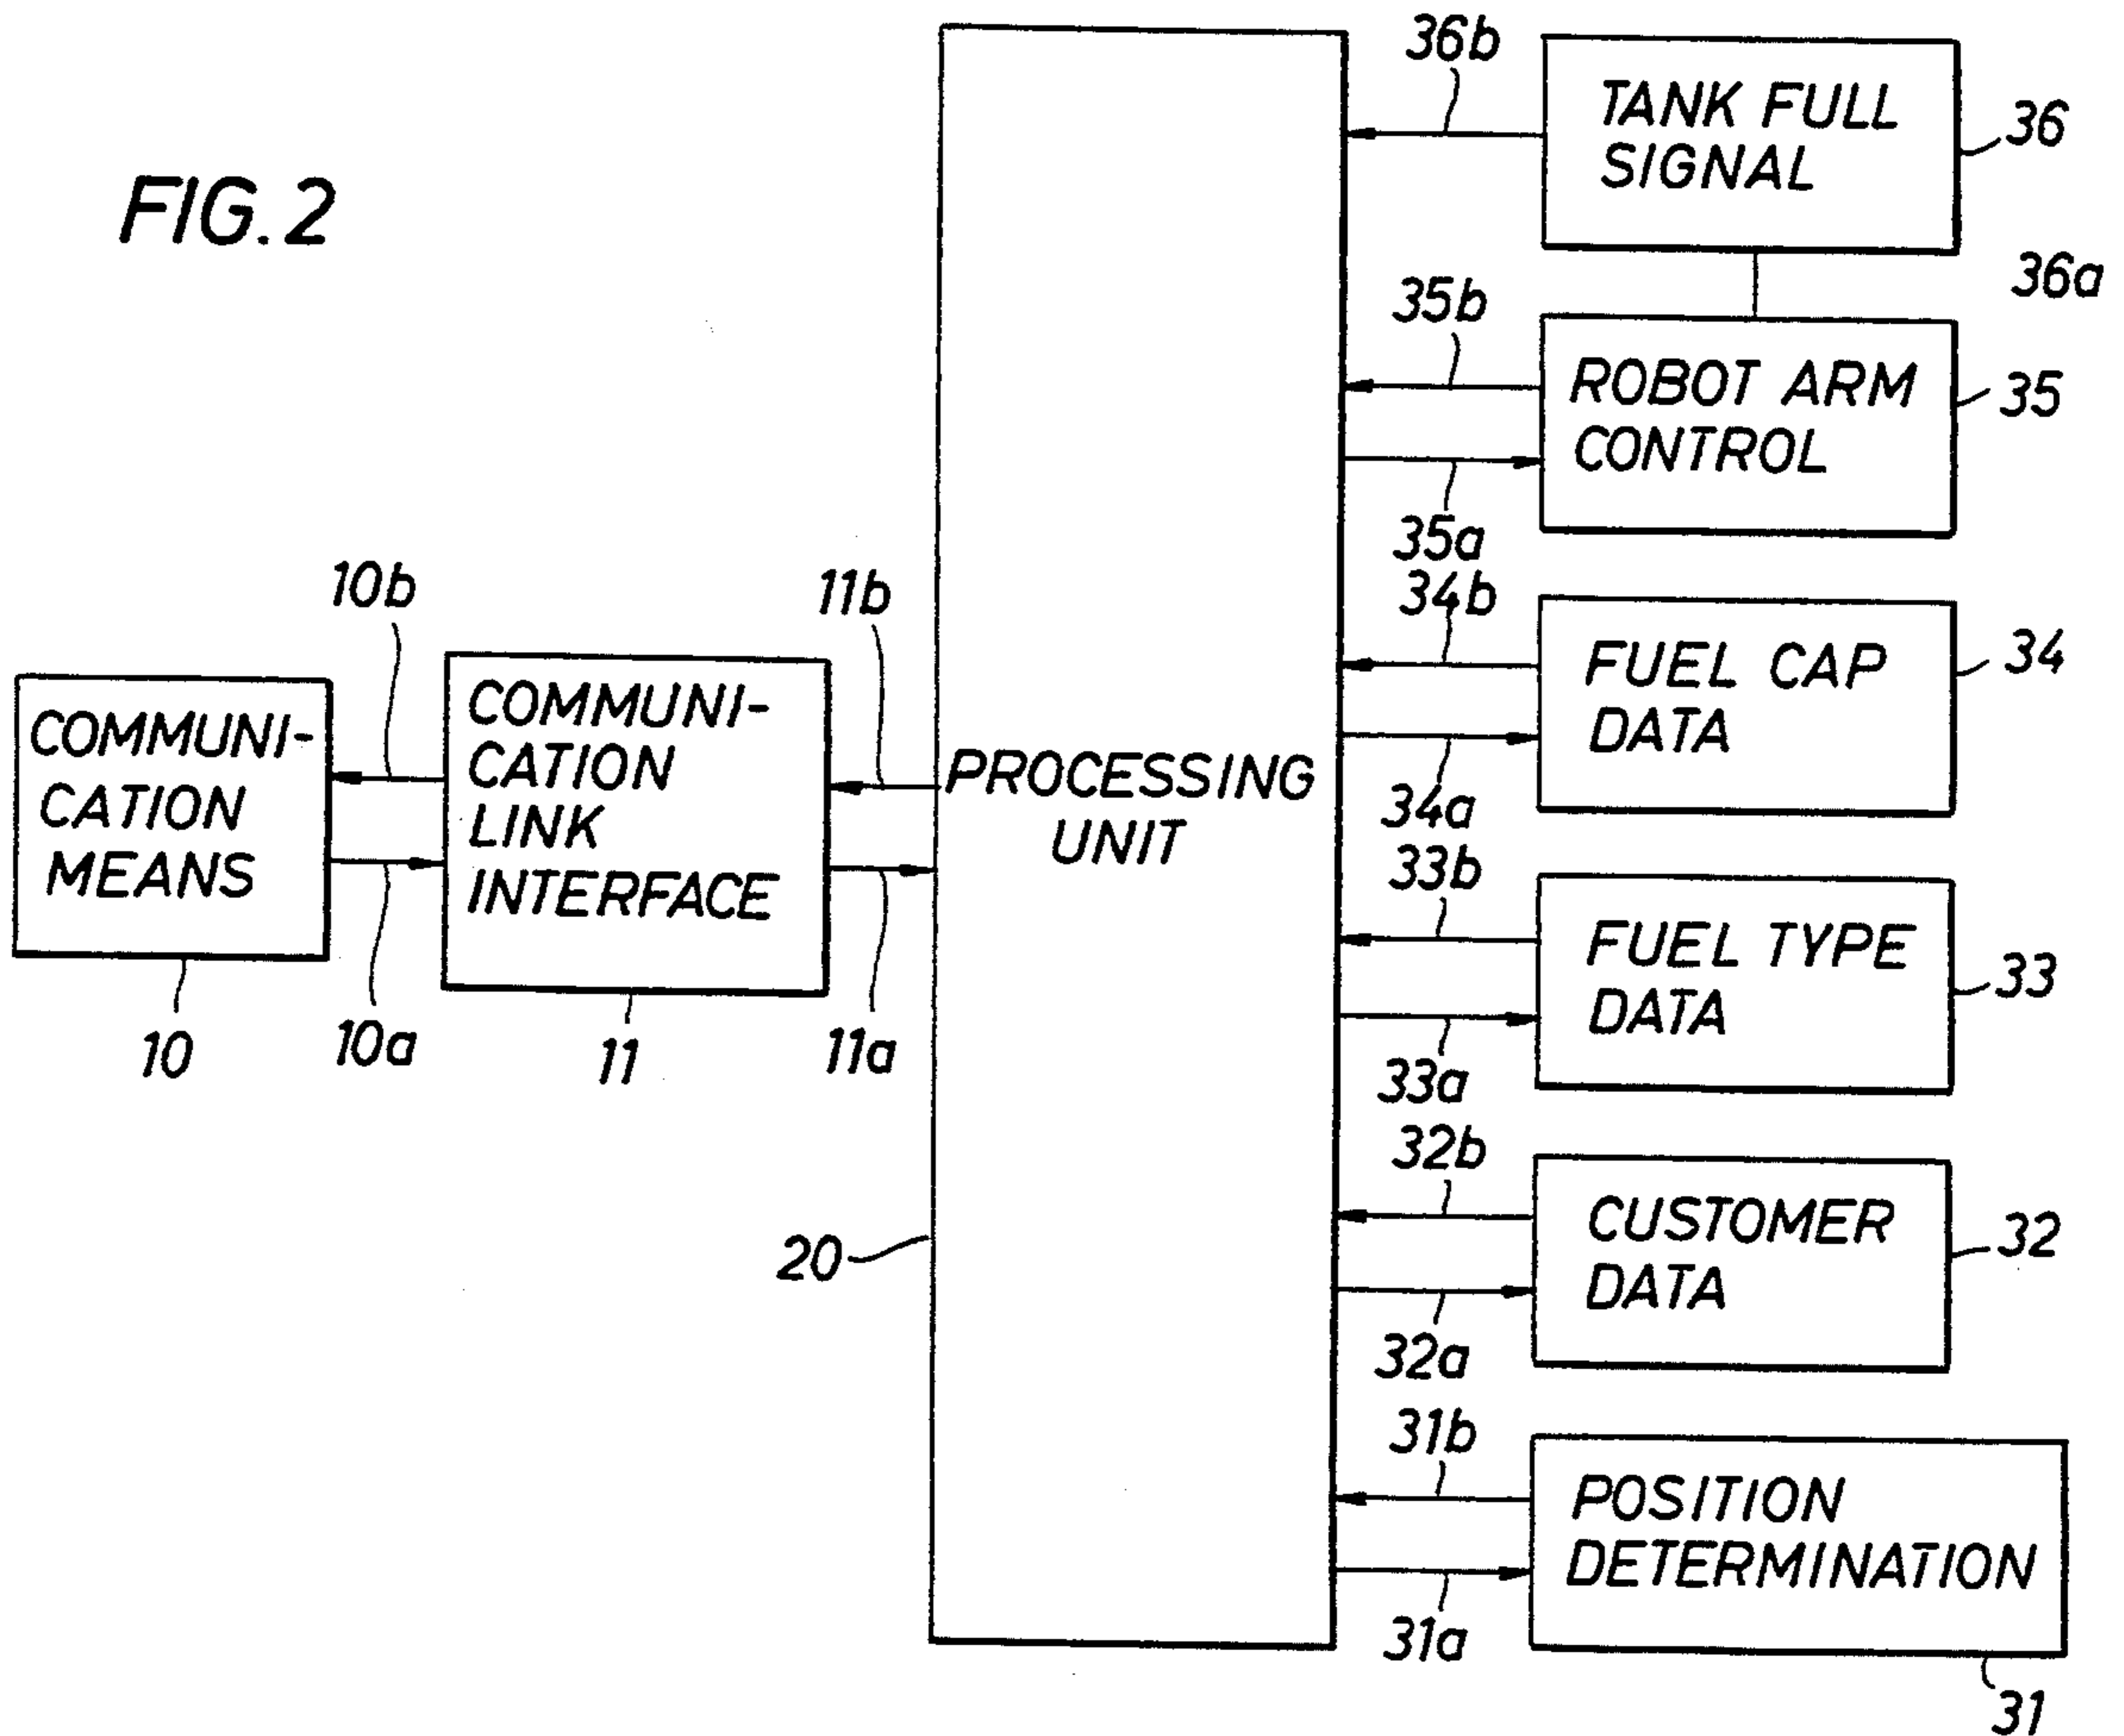 FIG. 2
COMMUNI-
CATION
MEANS
10
10b
10a
COMMUNI-
CATION
LINK
INTERFACE
11
11b
11a
PROCESSING
UNIT
20
36b
TANK FULL
SIGNAL
36
36a
35b
ROBOT ARM
CONTROL
35
35a
34b
FUEL CAP
DATA
34
34a
33b
FUEL TYPE
DATA
33
33a
32b
CUSTOMER
DATA
32
32a
31b
POSITION
DETERMINATION
31a
31